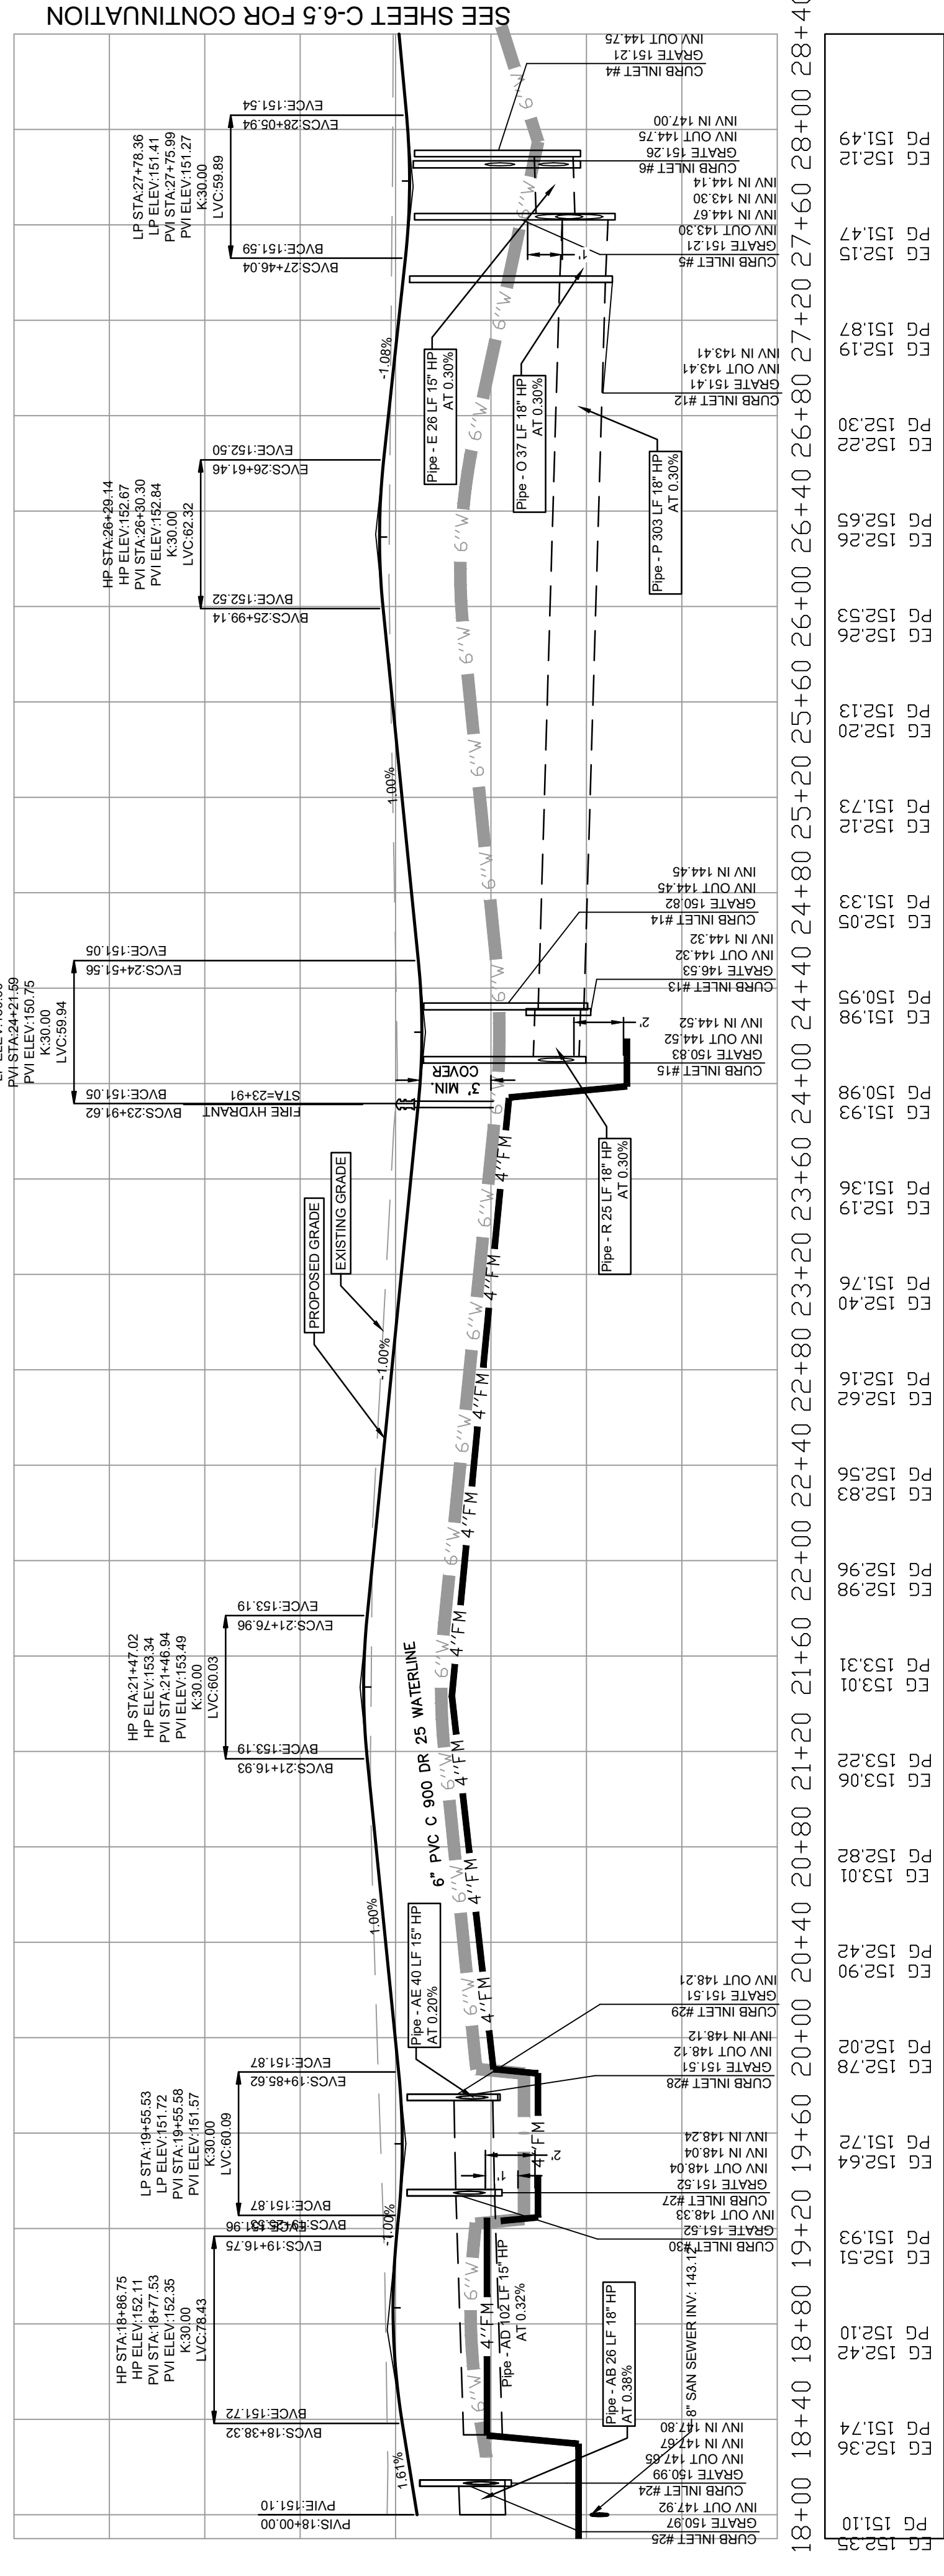 SEE SHEET C-6.5 FOR CONTINUATION
PVIS:18+00.00
PVIE:151.10
1.61%
HP STA:18+86.75
HP ELEV:152.11
PVI STA:18+77.53
PVI ELEV:152.35
K:30.00
LVC:78.43
BVCS:18+38.32
BVCE:151.72
EVCS:19+16.75
EVCE:151.96
-1.00%
LP STA:19+55.53
LP ELEV:151.72
PVI STA:19+55.58
PVI ELEV:151.57
K:30.00
LVC:60.09
BVCS:19+25.53
BVCE:151.87
EVCS:19+85.62
EVCE:151.87
1.00%
HP STA:21+47.02
HP ELEV:153.34
PVI STA:21+46.94
PVI ELEV:153.49
K:30.00
LVC:60.03
BVCS:21+16.93
BVCE:153.19
EVCS:21+76.96
EVCE:153.19
PROPOSED GRADE
EXISTING GRADE
-1.00%
PVI STA:24+21.59
PVI ELEV:150.75
K:30.00
LVC:59.94
BVCS:23+91.62
BVCE:151.05
EVCS:24+51.56
EVCE:151.05
FIRE HYDRANT
STA=23+91
3' MIN.
COVER
1.00%
HP STA:26+29.14
HP ELEV:152.67
PVI STA:26+30.30
PVI ELEV:152.84
K:30.00
LVC:62.32
BVCS:25+99.14
BVCE:152.52
EVCS:26+61.46
EVCE:152.50
-1.08%
LP STA:27+78.36
LP ELEV:151.41
PVI STA:27+75.99
PVI ELEV:151.27
K:30.00
LVC:59.89
BVCS:27+46.04
BVCE:151.59
EVCS:28+05.94
EVCE:151.54
6" PVC C 900 DR 25 WATERLINE
6"W
4"FM
Pipe - AE 40 LF 15" HP
AT 0.20%
Pipe - AD 102 LF 15" HP
AT 0.32%
Pipe - AB 26 LF 18" HP
AT 0.38%
8" SAN SEWER INV: 143.12
Pipe - R 25 LF 18" HP
AT 0.30%
Pipe - E 26 LF 15" HP
AT 0.30%
Pipe - O 37 LF 18" HP
AT 0.30%
Pipe - P 303 LF 18" HP
AT 0.30%
1'
2'
2'
1'
CURB INLET #25
GRATE 150.97
INV OUT 147.92
CURB INLET #24
GRATE 150.99
INV OUT 147.65
INV IN 147.67
INV IN 147.80
CURB INLET #30
GRATE 151.52
INV OUT 148.33
CURB INLET #27
GRATE 151.52
INV OUT 148.04
INV IN 148.04
INV IN 148.24
CURB INLET #28
GRATE 151.51
INV OUT 148.12
INV IN 148.12
CURB INLET #29
GRATE 151.51
INV OUT 148.21
CURB INLET #15
GRATE 150.83
INV OUT 144.52
INV IN 144.52
CURB INLET #13
GRATE 146.53
INV OUT 144.32
INV IN 144.32
CURB INLET #14
GRATE 150.82
INV OUT 144.45
INV IN 144.45
CURB INLET #12
GRATE 151.41
INV OUT 143.41
INV IN 143.41
CURB INLET #5
GRATE 151.21
INV OUT 143.30
INV IN 144.67
INV IN 143.30
INV IN 144.14
CURB INLET #6
GRATE 151.26
INV OUT 144.75
INV IN 147.00
CURB INLET #4
GRATE 151.21
INV OUT 144.75
18+00 18+40 18+80 19+20 19+60 20+00 20+40 20+80 21+20 21+60 22+00 22+40 22+80 23+20 23+60 24+00 24+40 24+80 25+20 25+60 26+00 26+40 26+80 27+20 27+60 28+00 28+40
EG 152.35
PG 151.10
EG 152.36
PG 151.74
EG 152.42
PG 152.10
EG 152.51
PG 151.93
EG 152.64
PG 151.72
EG 152.78
PG 152.02
EG 152.90
PG 152.42
EG 153.01
PG 152.82
EG 153.06
PG 153.22
EG 153.01
PG 153.31
EG 152.98
PG 152.96
EG 152.83
PG 152.56
EG 152.62
PG 152.16
EG 152.40
PG 151.76
EG 152.19
PG 151.36
EG 151.93
PG 150.98
EG 151.98
PG 150.95
EG 152.05
PG 151.33
EG 152.12
PG 151.73
EG 152.20
PG 152.13
EG 152.26
PG 152.53
EG 152.26
PG 152.65
EG 152.22
PG 152.30
EG 152.19
PG 151.87
EG 152.15
PG 151.47
EG 152.12
PG 151.49